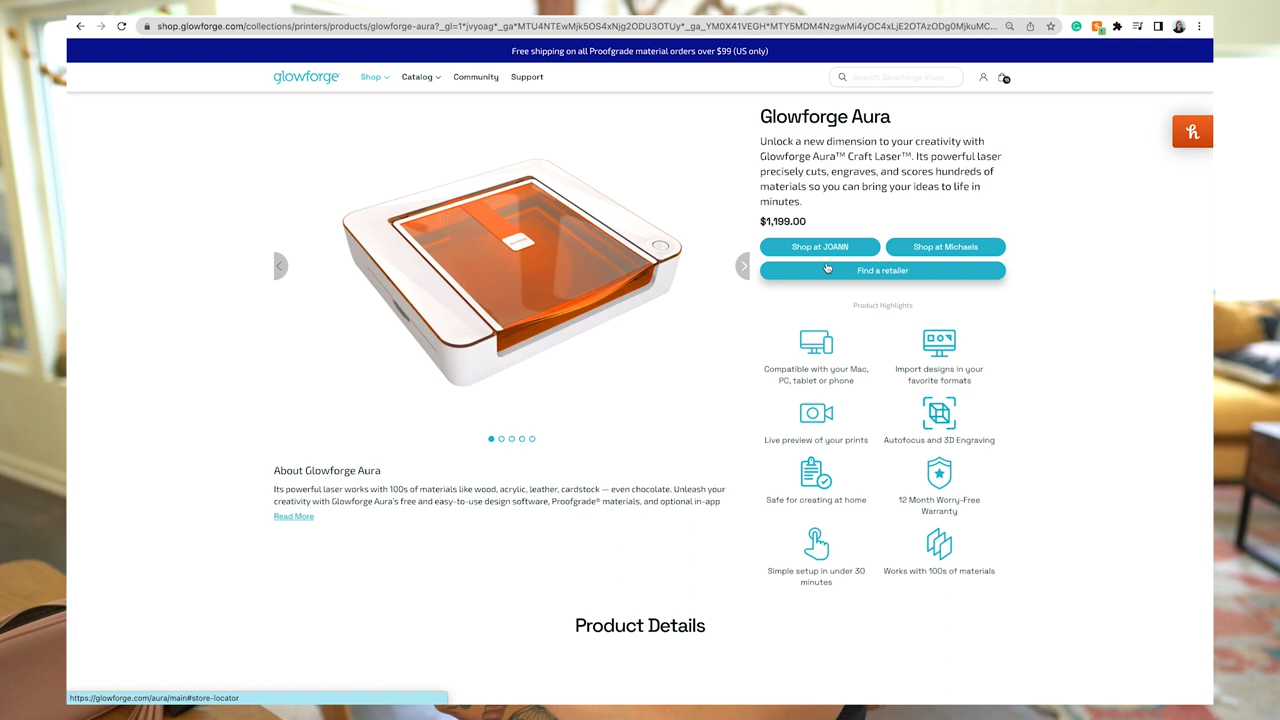 shop.glowforge.com/collections/printers/products/glowforge-aura?_gl=1*jvyoag*_ga*MTU4NTEwMjk5OS4xNjg2ODU3OTUy*_ga_YM0X41VEGH*MTY5MDM4NzgwMi4yOC4xLjE2OTAzODg0MjkuMC...
Free shipping on all Proofgrade material orders over $99 (US only)
glowforge Shop Catalog Community Support Search Glowforge shop
Glowforge Aura
Unlock a new dimension to your creativity with
Glowforge Aura™ Craft Laser™. Its powerful laser
precisely cuts, engraves, and scores hundreds of
materials so you can bring your ideas to life in
minutes.
$1,199.00
Shop at JOANN Shop at Michaels
Find a retailer
Product Highlights
Compatible with your Mac,
PC, tablet or phone
Import designs in your
favorite formats
Live preview of your prints
Autofocus and 3D Engraving
Safe for creating at home
12 Month Worry-Free
Warranty
Simple setup in under 30
minutes
Works with 100s of materials
About Glowforge Aura
Its powerful laser works with 100s of materials like wood, acrylic, leather, cardstock — even chocolate. Unleash your
creativity with Glowforge Aura's free and easy-to-use design software, Proofgrade® materials, and optional in-app
Read More
Product Details
https://glowforge.com/aura/main#store-locator